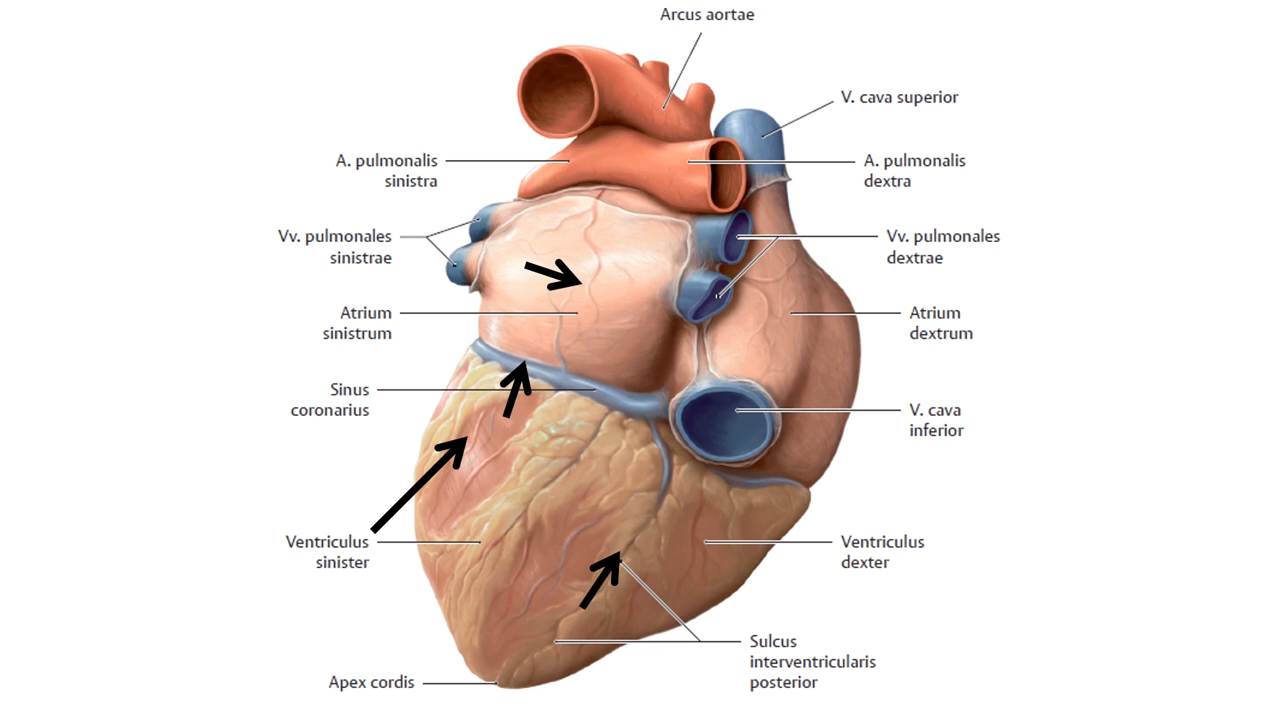 Arcus aortae
V. cava superior
A. pulmonalis
sinistra
A. pulmonalis
dextra
Vv. pulmonales
sinistrae
Vv. pulmonales
dextrae
Atrium
sinistrum
Atrium
dextrum
Sinus
coronarius
V. cava
inferior
Ventriculus
sinister
Ventriculus
dexter
Sulcus
interventricularis
posterior
Apex cordis